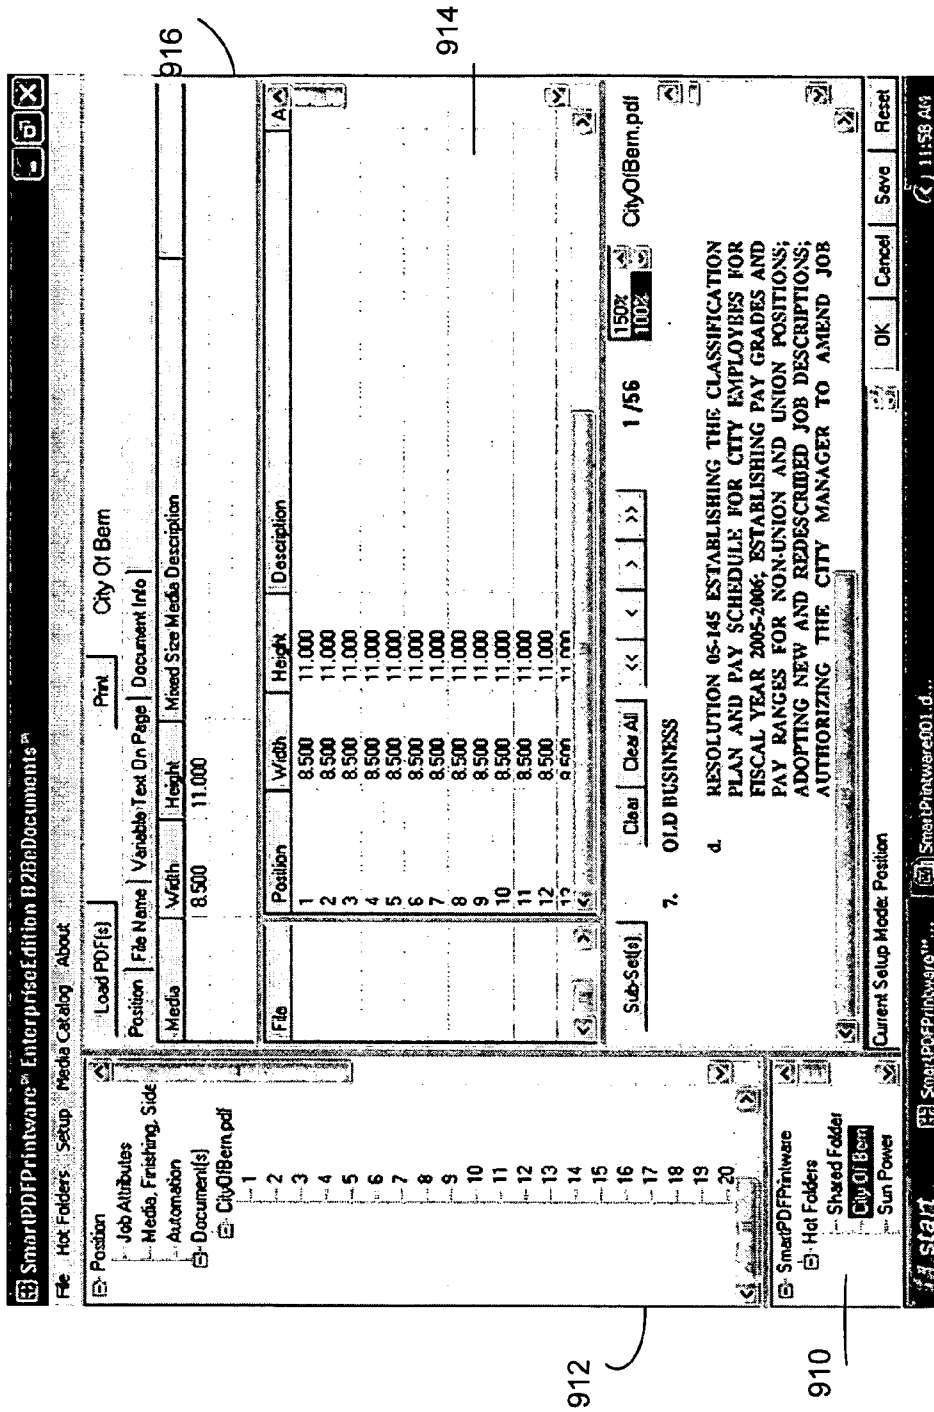 SmartPDFPrintware™ EnterpriseEdition B2BeDocuments™
File Hot Folders Setup Media Catalog About
Load PDF(s) Print City Of Bern
Position File Name Variable Text On Page Document Info
Media Width Height Mixed Size Media Description
8.500 11.000
916
Position
Job Attributes
Media, Finishing, Side
Automation
Document(s)
CityOfBern.pdf
1
2
3
4
5
6
7
8
9
10
11
12
13
14
15
16
17
18
19
20
912
File Position Width Height Description A
1 8.500 11.000
2 8.500 11.000
3 8.500 11.000
4 8.500 11.000
5 8.500 11.000
6 8.500 11.000
7 8.500 11.000
8 8.500 11.000
9 8.500 11.000
10 8.500 11.000
11 8.500 11.000
12 8.500 11.000
13 8.500 11.000
914
Sub-Set(s) Clear Clear All << < > >> 1 /56 150% CityOfBern.pdf
100%
7. OLD BUSINESS
d. RESOLUTION 05-145 ESTABLISHING THE CLASSIFICATION
PLAN AND PAY SCHEDULE FOR CITY EMPLOYEES FOR
FISCAL YEAR 2005-2006; ESTABLISHING PAY GRADES AND
PAY RANGES FOR NON-UNION AND UNION POSITIONS;
ADOPTING NEW AND REDESCRIBED JOB DESCRIPTIONS;
AUTHORIZING THE CITY MANAGER TO AMEND JOB
SmartPDFPrintware
Hot Folders
Shared Folder
City Of Bern
Sun Power
910
Current Setup Mode: Position OK Cancel Save Reset
start SmartPDFPrintware™ ... SmartPrintware2001.d... 11:58 AM